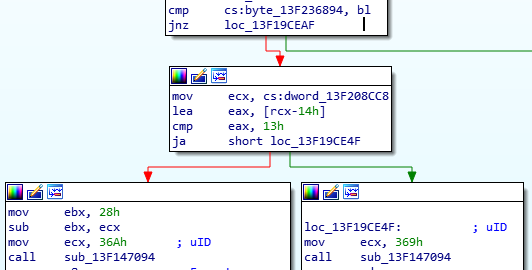 cmp cs:byte_13F236894, bl
jnz loc_13F19CEAF
mov ecx, cs:dword_13F208CC8
lea eax, [rcx-14h]
cmp eax, 13h
ja short loc_13F19CE4F
mov ebx, 28h
sub ebx, ecx
mov ecx, 36Ah ; uID
call sub_13F147094
loc_13F19CE4F: ; uID
mov ecx, 369h
call sub_13F147094